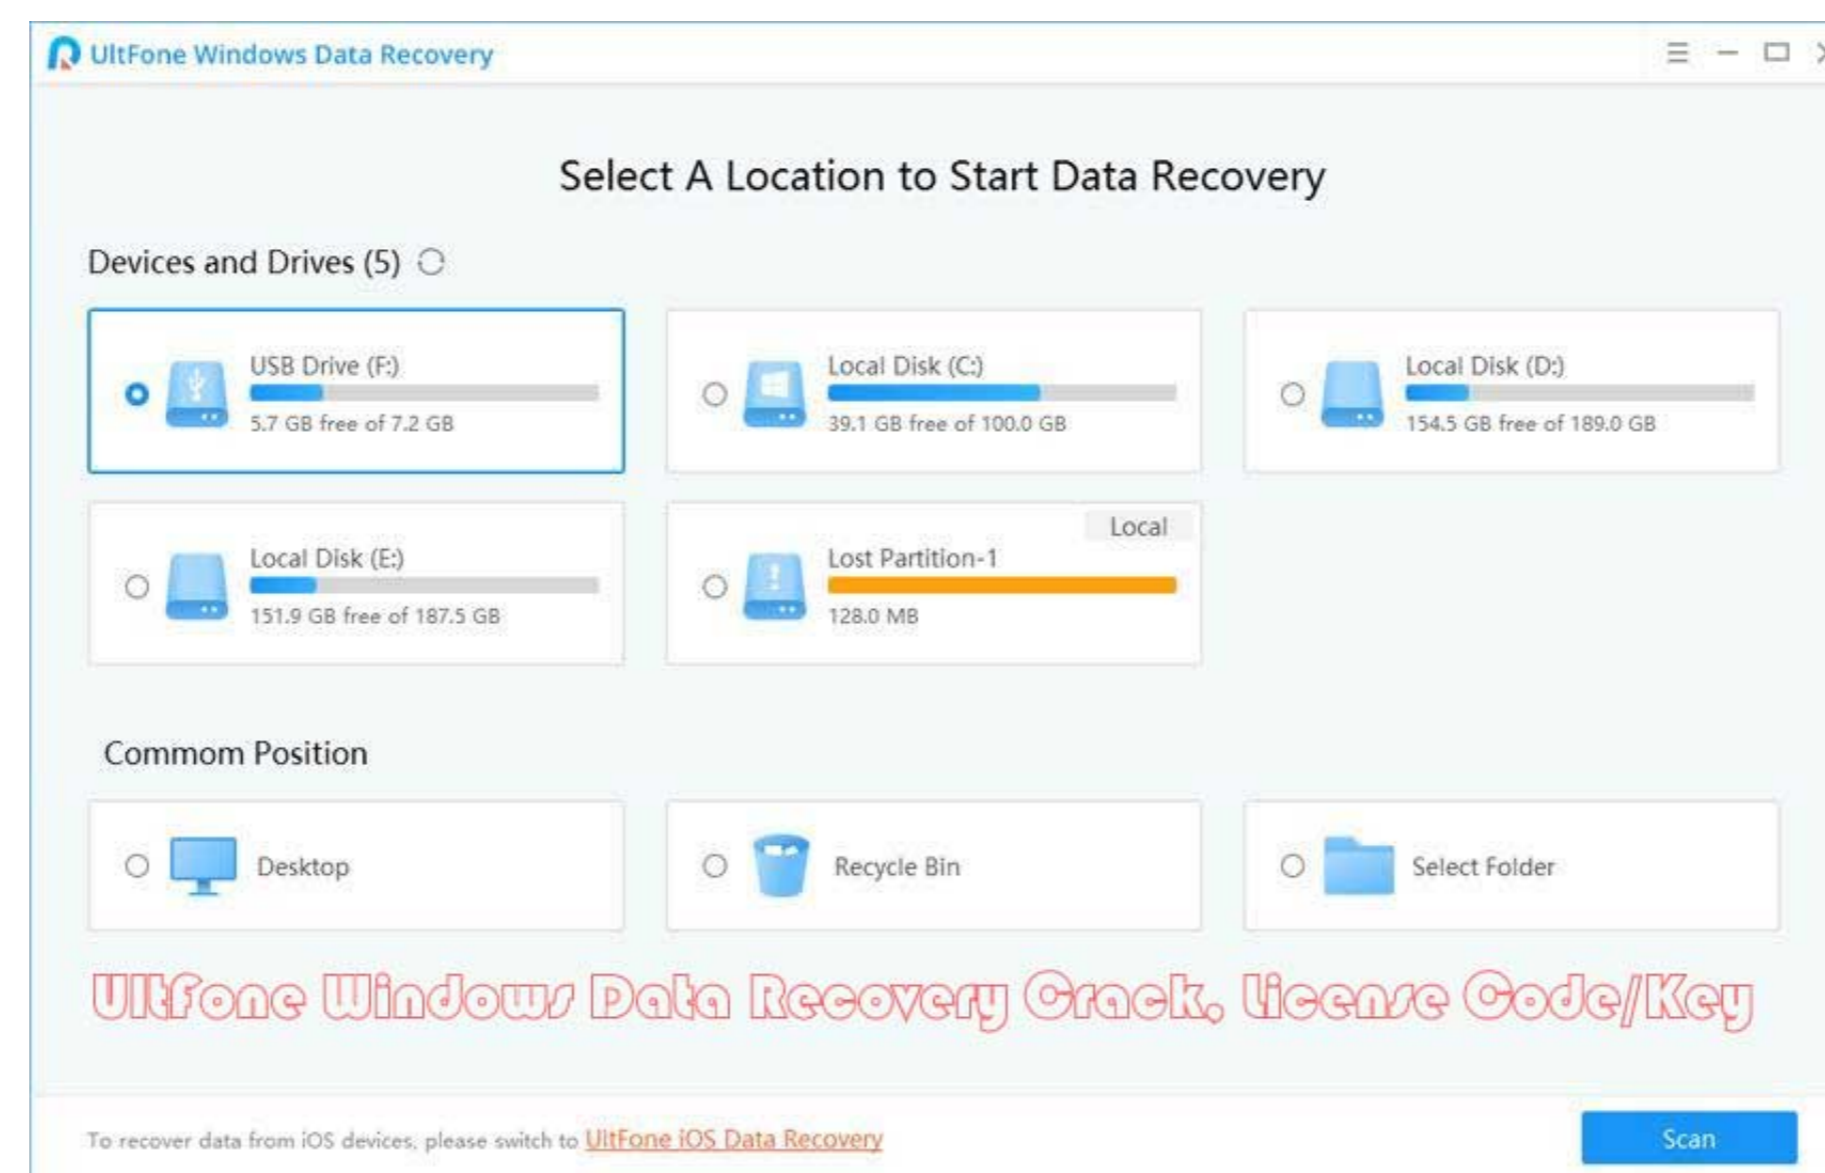 UltFone Windows Data Recovery
Select A Location to Start Data Recovery
Devices and Drives (5)
USB Drive (F:)
5.7 GB free of 7.2 GB
Local Disk (C:)
39.1 GB free of 100.0 GB
Local Disk (D:)
154.5 GB free of 189.0 GB
Local Disk (E:)
151.9 GB free of 187.5 GB
Local
Lost Partition-1
128.0 MB
Commom Position
Desktop
Recycle Bin
Select Folder
UltFone Windows Data Recovery Crack, License Code/Key
To recover data from iOS devices, please switch to UltFone iOS Data Recovery
Scan